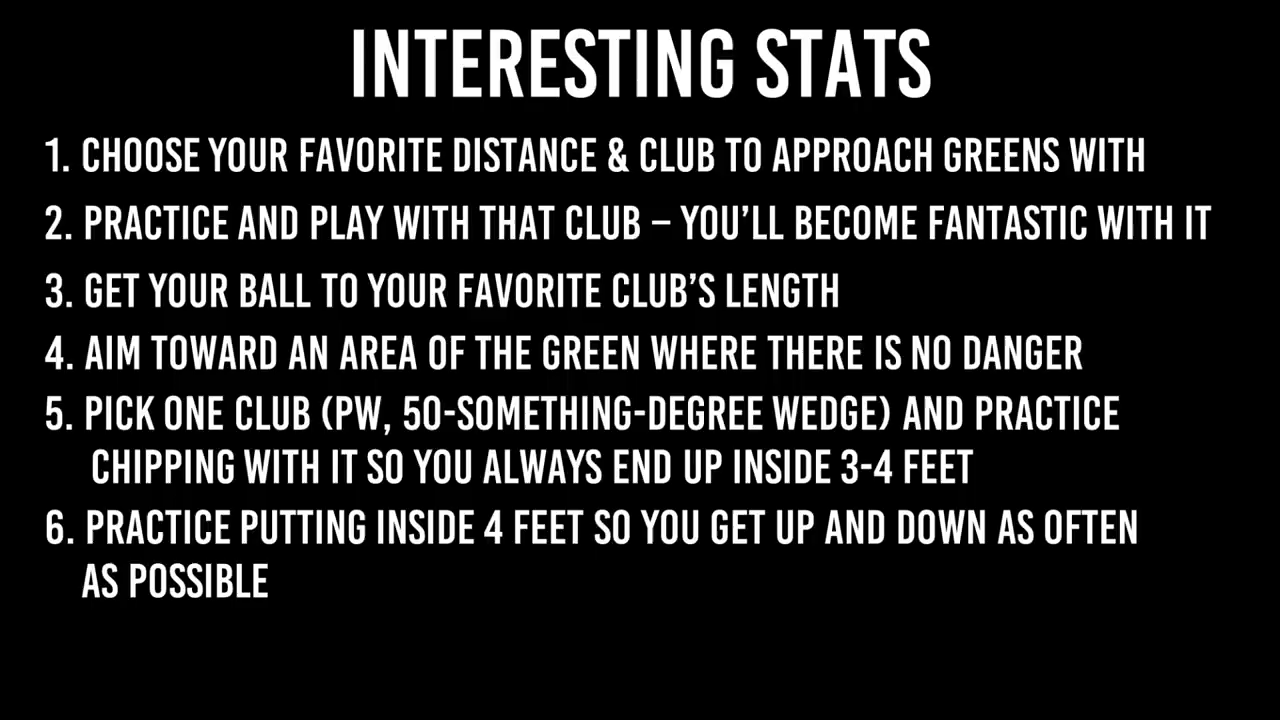 INTERESTING STATS
1. CHOOSE YOUR FAVORITE DISTANCE & CLUB TO APPROACH GREENS WITH
2. PRACTICE AND PLAY WITH THAT CLUB – YOU'LL BECOME FANTASTIC WITH IT
3. GET YOUR BALL TO YOUR FAVORITE CLUB'S LENGTH
4. AIM TOWARD AN AREA OF THE GREEN WHERE THERE IS NO DANGER
5. PICK ONE CLUB (PW, 50-SOMETHING-DEGREE WEDGE) AND PRACTICE
CHIPPING WITH IT SO YOU ALWAYS END UP INSIDE 3-4 FEET
6. PRACTICE PUTTING INSIDE 4 FEET SO YOU GET UP AND DOWN AS OFTEN
AS POSSIBLE